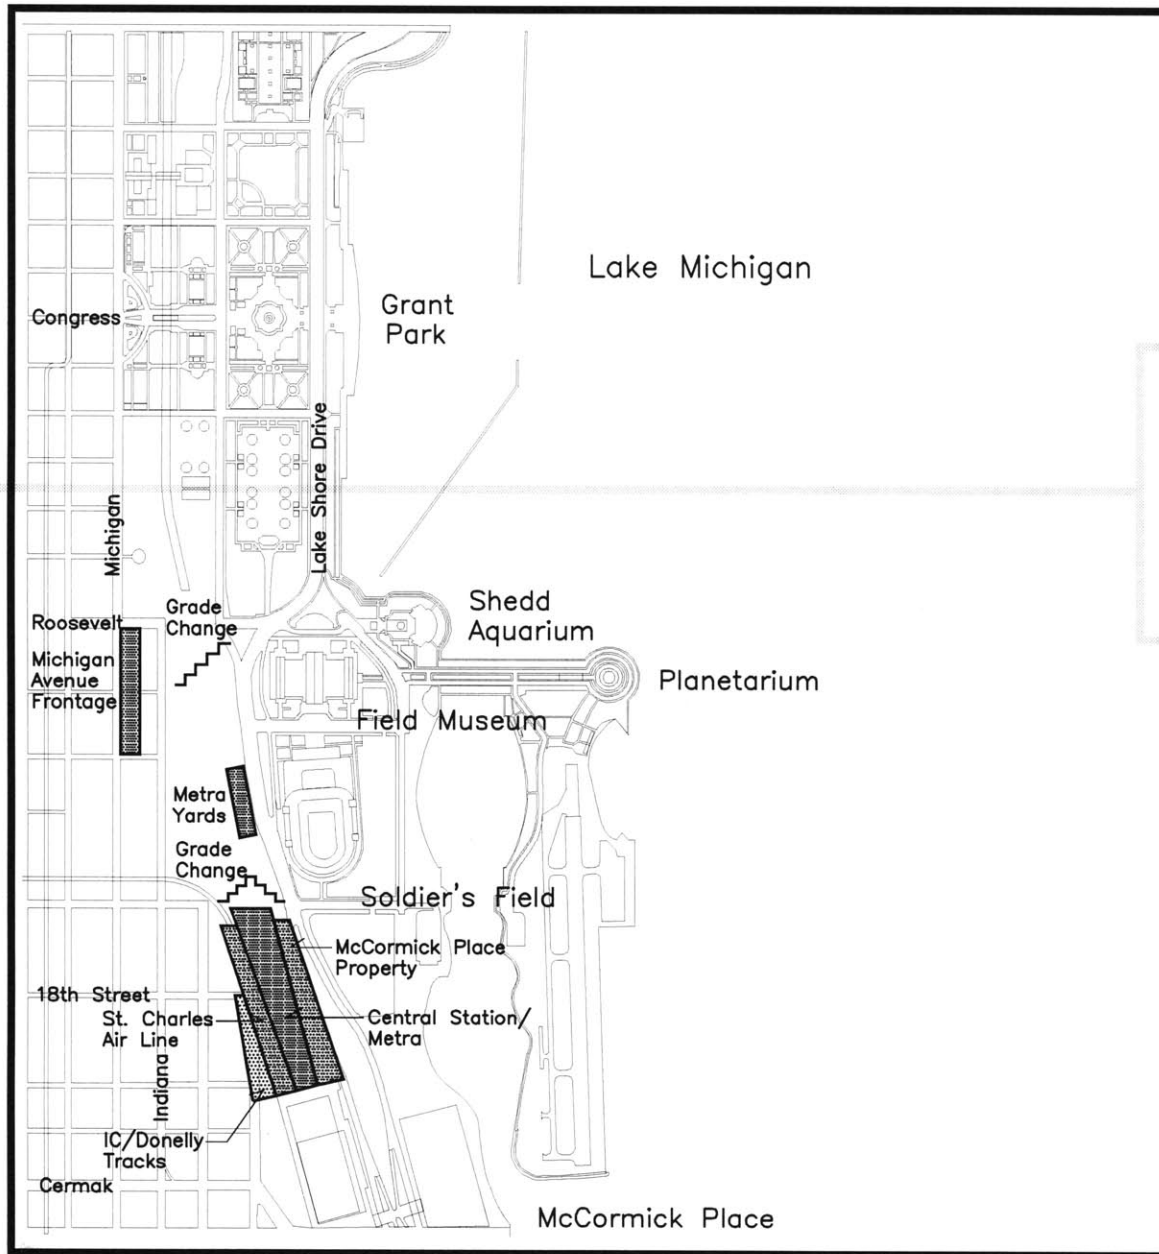 Lake Michigan
Grant
Park
Congress
Lake Shore Drive
Michigan
Shedd
Aquarium
Grade
Change
Roosevelt
Michigan
Avenue
Frontage
Planetarium
Field Museum
Metra
Yards
Grade
Change
Soldier's Field
McCormick Place
Property
18th Street
St. Charles
Air Line
Central Station/
Metra
Indiana
IC/Donelly
Tracks
Cermak
McCormick Place